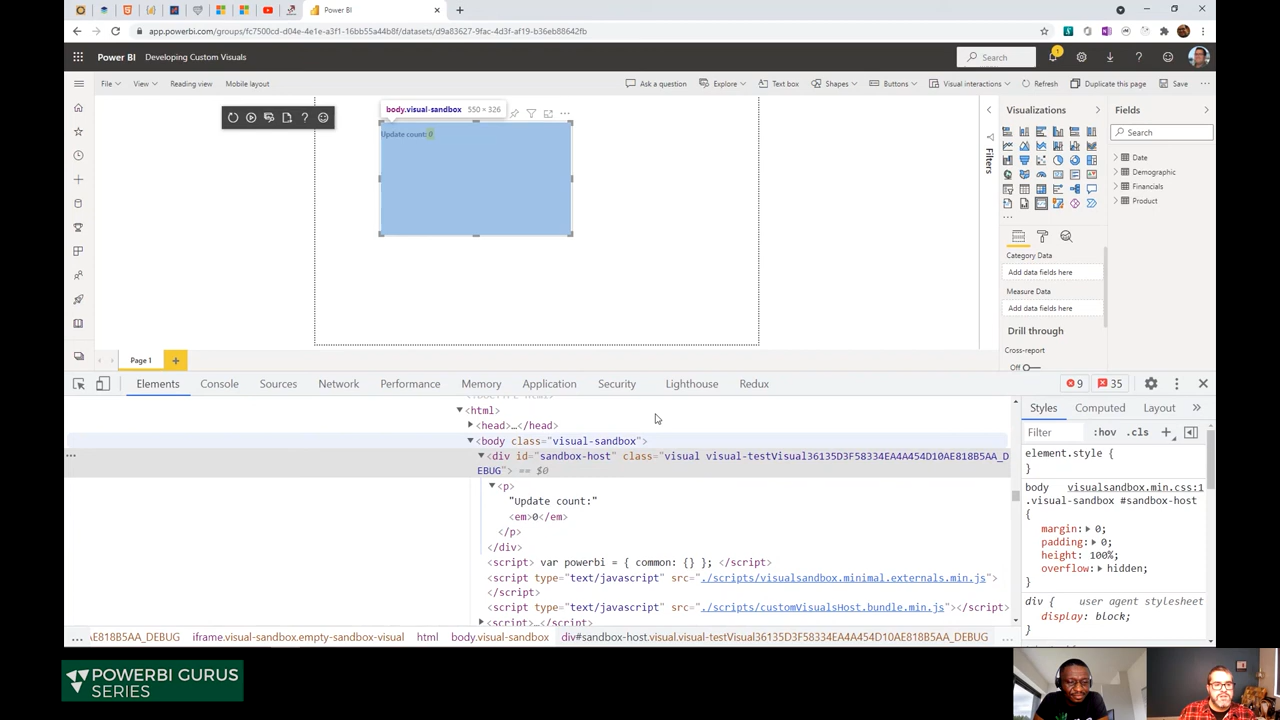 Power BI
app.powerbi.com/groups/fc7500cd-d04e-4e1e-a3f1-16bb55a44b8f/datasets/d9a83627-9fac-4d3f-af19-b36eb88642fb
Power BI Developing Custom Visuals Search 1
File View Reading view Mobile layout Ask a question Explore Text box Shapes Buttons Visual interactions Refresh Duplicate this page Save
body.visual-sandbox 550 × 326
Update count: 0
Filters
Visualizations
Fields
Search
Date
Demographic
Financials
Product
Category Data
Add data fields here
Measure Data
Add data fields here
Drill through
Cross-report
Off
Page 1
Elements Console Sources Network Performance Memory Application Security Lighthouse Redux 9 35
<html>
<head>…</head>
<body class="visual-sandbox">
<div id="sandbox-host" class="visual visual-testVisual36135D3F58334EA4A454D10AE818B5AA_D
EBUG"> == $0
<p>
"Update count:"
<em>0</em>
</p>
</div>
<script> var powerbi = { common: {} }; </script>
<script type="text/javascript" src="./scripts/visualsandbox.minimal.externals.min.js">
</script>
<script type="text/javascript" src="./scripts/customVisualsHost.bundle.min.js"></script>
<script>…</script>
... AE818B5AA_DEBUG iframe.visual-sandbox.empty-sandbox-visual html body.visual-sandbox div#sandbox-host.visual.visual-testVisual36135D3F58334EA4A454D10AE818B5AA_DEBUG ...
Styles Computed Layout »
Filter :hov .cls +
element.style {
}
body visualsandbox.min.css:1
.visual-sandbox #sandbox-host
{
margin: 0;
padding: 0;
height: 100%;
overflow: hidden;
}
div { user agent stylesheet
display: block;
}
POWERBI GURUS
SERIES